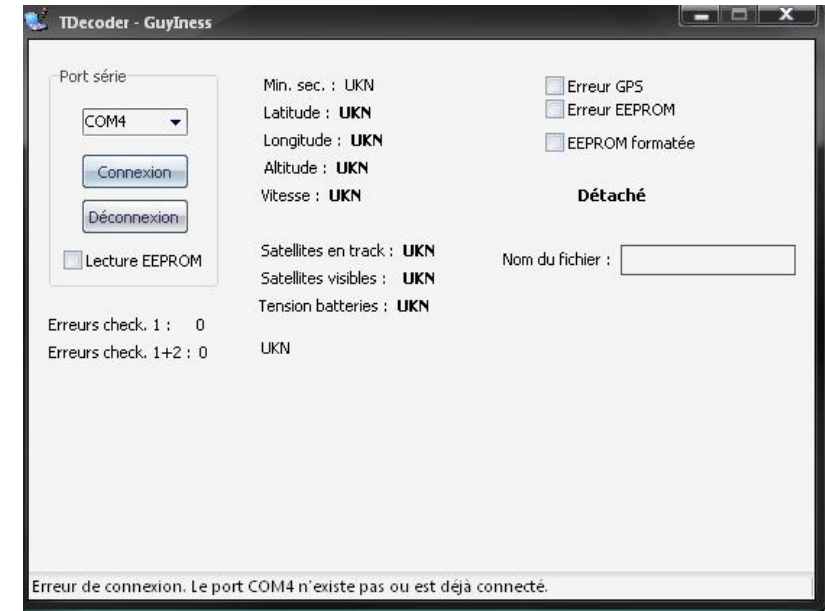 TDecoder - GuyIness
Port série
COM4
Connexion
Déconnexion
Lecture EEPROM
Erreurs check. 1 : 0
Erreurs check. 1+2 : 0
Min. sec. : UKN
Latitude : UKN
Longitude : UKN
Altitude : UKN
Vitesse : UKN
Satellites en track : UKN
Satellites visibles : UKN
Tension batteries : UKN
UKN
Erreur GPS
Erreur EEPROM
EEPROM formatée
Détaché
Nom du fichier :
Erreur de connexion. Le port COM4 n'existe pas ou est déjà connecté.